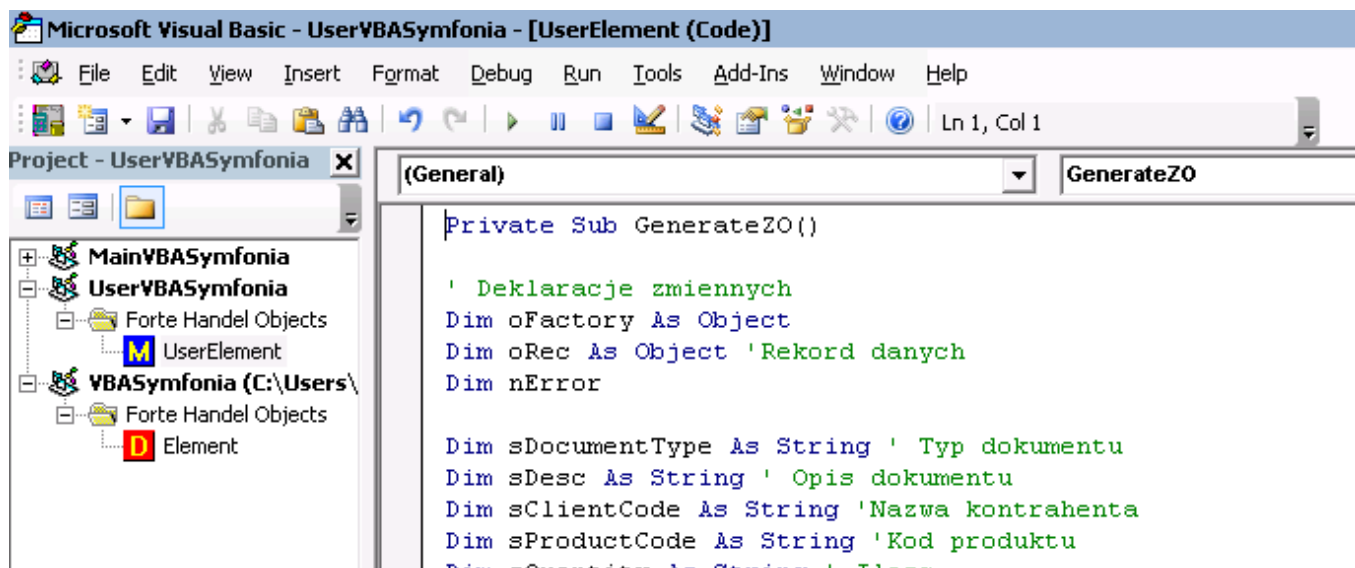 Microsoft Visual Basic - UserVBASymfonia - [UserElement (Code)]
File Edit View Insert Format Debug Run Tools Add-Ins Window Help
Ln 1, Col 1
Project - UserVBASymfonia
(General) GenerateZO
MainVBASymfonia
UserVBASymfonia
Forte Handel Objects
M UserElement
VBASymfonia (C:\Users\
Forte Handel Objects
D Element
Private Sub GenerateZO()
' Deklaracje zmiennych
Dim oFactory As Object
Dim oRec As Object 'Rekord danych
Dim nError
Dim sDocumentType As String ' Typ dokumentu
Dim sDesc As String ' Opis dokumentu
Dim sClientCode As String 'Nazwa kontrahenta
Dim sProductCode As String 'Kod produktu